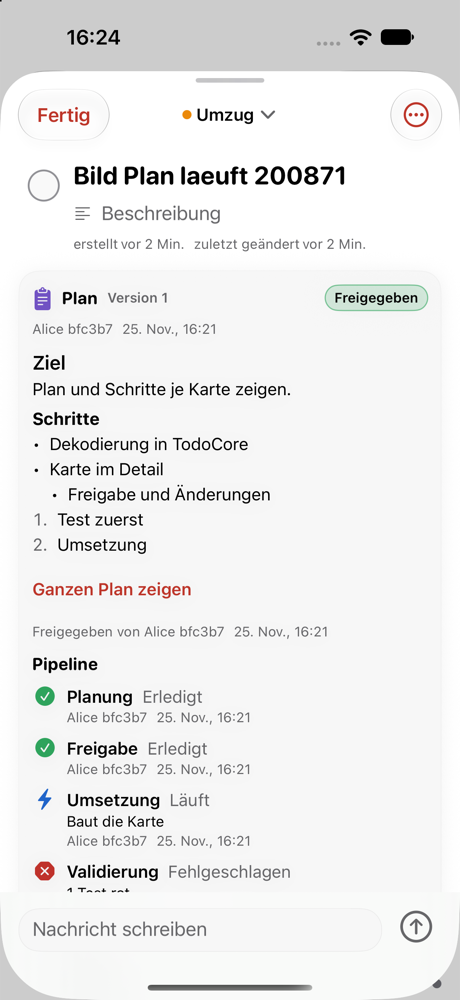 16:24
Fertig
Umzug
Bild Plan laeuft 200871
Beschreibung
erstellt vor 2 Min. zuletzt geändert vor 2 Min.
Plan Version 1 Freigegeben
Alice bfc3b7 25. Nov., 16:21
Ziel
Plan und Schritte je Karte zeigen.
Schritte
• Dekodierung in TodoCore
• Karte im Detail
• Freigabe und Änderungen
1. Test zuerst
2. Umsetzung
Ganzen Plan zeigen
Freigegeben von Alice bfc3b7 25. Nov., 16:21
Pipeline
Planung Erledigt
Alice bfc3b7 25. Nov., 16:21
Freigabe Erledigt
Alice bfc3b7 25. Nov., 16:21
Umsetzung Läuft
Baut die Karte
Alice bfc3b7 25. Nov., 16:21
Validierung Fehlgeschlagen
1 Test rot
Nachricht schreiben